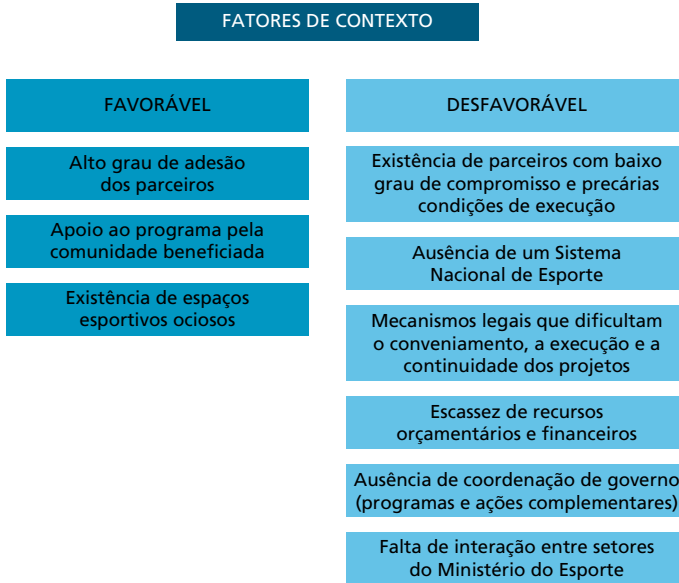 FATORES DE CONTEXTO
FAVORÁVEL
Alto grau de adesão
dos parceiros
Apoio ao programa pela
comunidade beneficiada
Existência de espaços
esportivos ociosos
DESFAVORÁVEL
Existência de parceiros com baixo
grau de compromisso e precárias
condições de execução
Ausência de um Sistema
Nacional de Esporte
Mecanismos legais que dificultam
o conveniamento, a execução e a
continuidade dos projetos
Escassez de recursos
orçamentários e financeiros
Ausência de coordenação de governo
(programas e ações complementares)
Falta de interação entre setores
do Ministério do Esporte